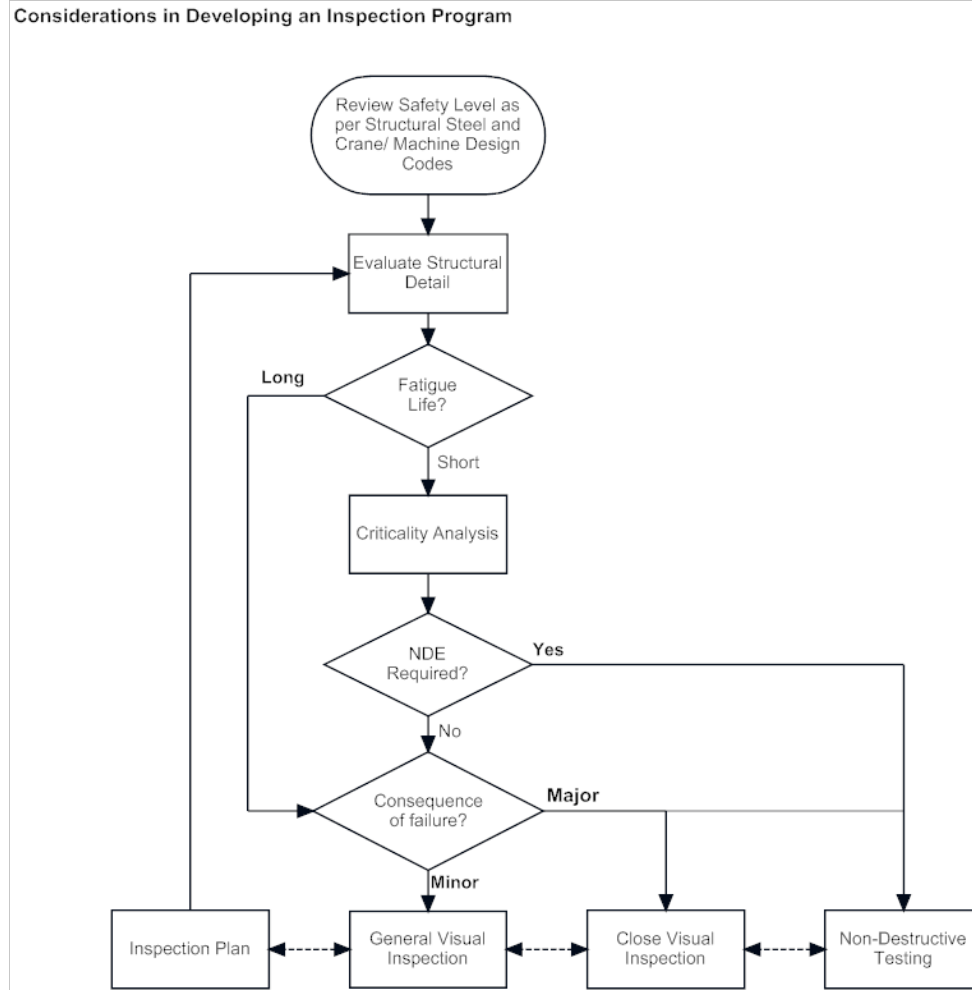 Considerations in Developing an Inspection Program
Review Safety Level as
per Structural Steel and
Crane/ Machine Design
Codes
Evaluate Structural
Detail
Long
Fatigue
Life?
Short
Criticality Analysis
NDE
Required?
Yes
No
Consequence
of failure?
Major
Minor
Inspection Plan
General Visual
Inspection
Close Visual
Inspection
Non-Destructive
Testing